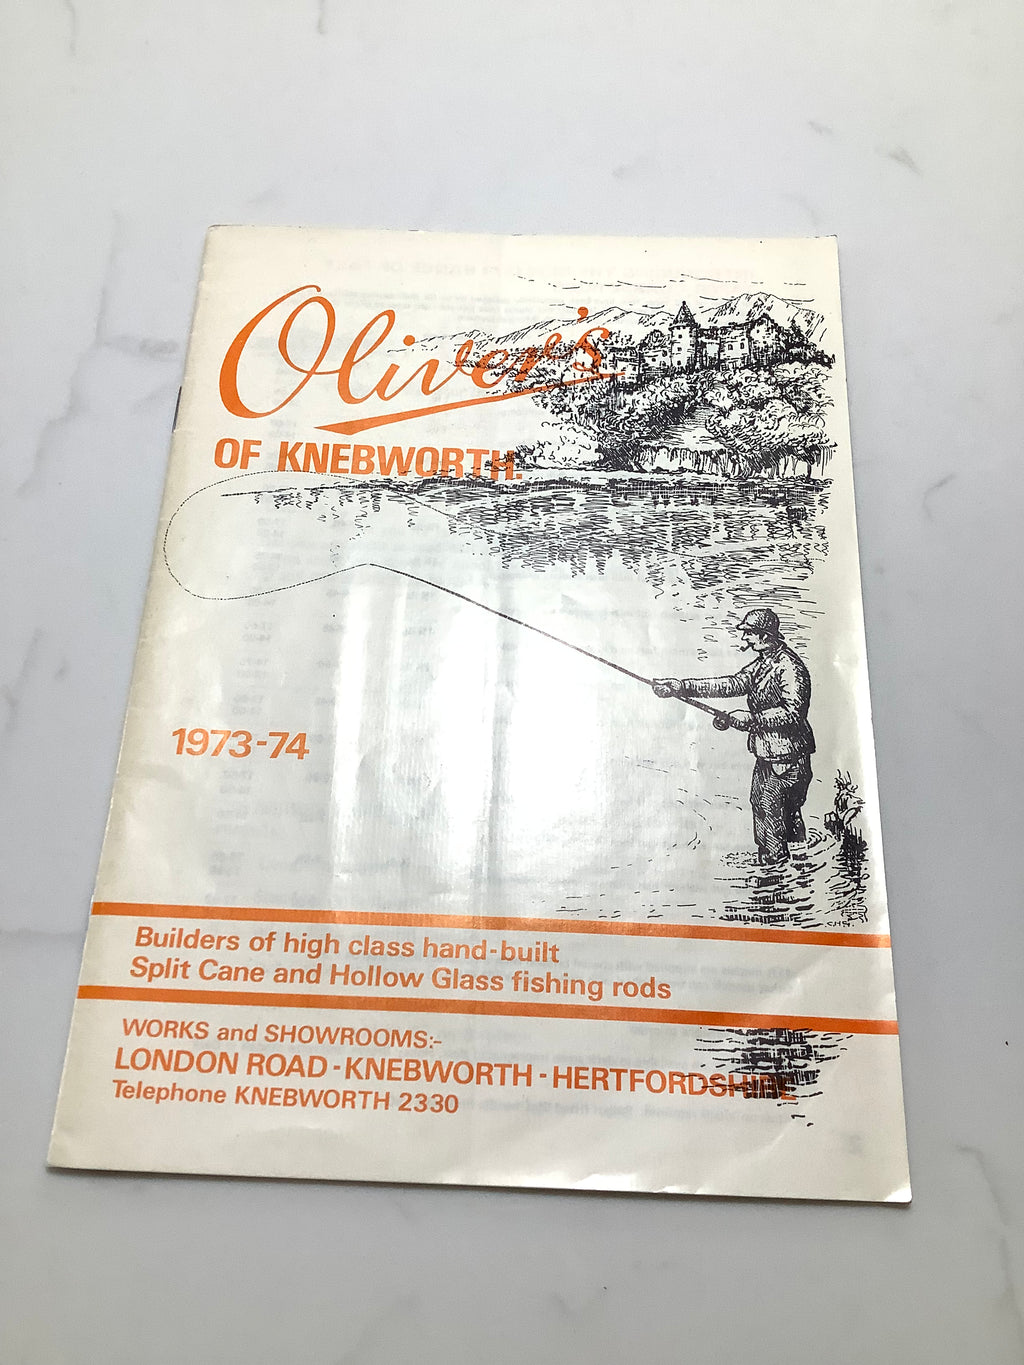 Oliver's
OF KNEBWORTH.
1973-74
Builders of high class hand-built
Split Cane and Hollow Glass fishing rods
WORKS and SHOWROOMS:-
LONDON ROAD - KNEBWORTH - HERTFORDSHIRE
Telephone KNEBWORTH 2330